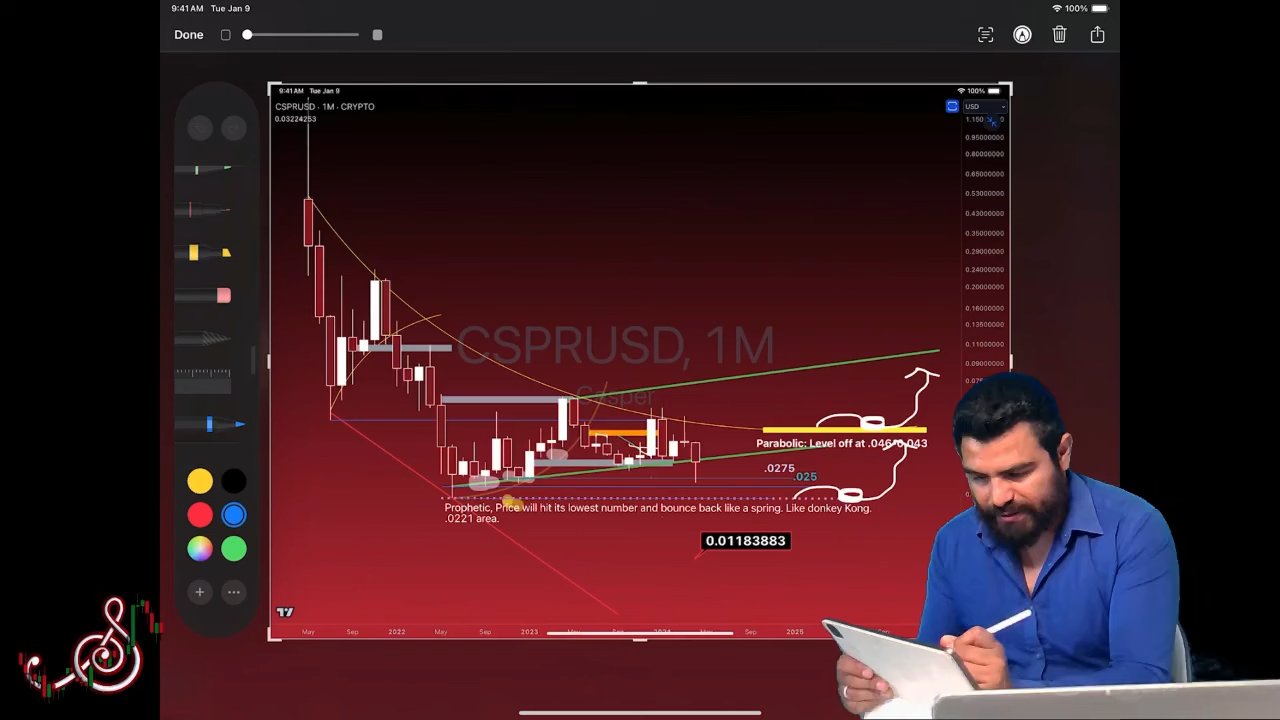 9:41 AM Tue Jan 9
100%
Done
9:41 AM Tue Jan 9
100%
CSPRUSD · 1M · CRYPTO
USD
0.03224253
0.95000000
0.80000000
0.65000000
0.53000000
0.43000000
0.35000000
0.29000000
0.24000000
0.20000000
0.16000000
0.13500000
0.11000000
0.09000000
CSPRUSD, 1M
Casper
Parabolic: Level off at .046-0.043
.0275
.025
Prophetic, Price will hit its lowest number and bounce back like a spring. Like donkey Kong.
.0221 area.
0.01183883
May Sep 2022 May Sep 2023 May Sep 2024 May Sep 2025